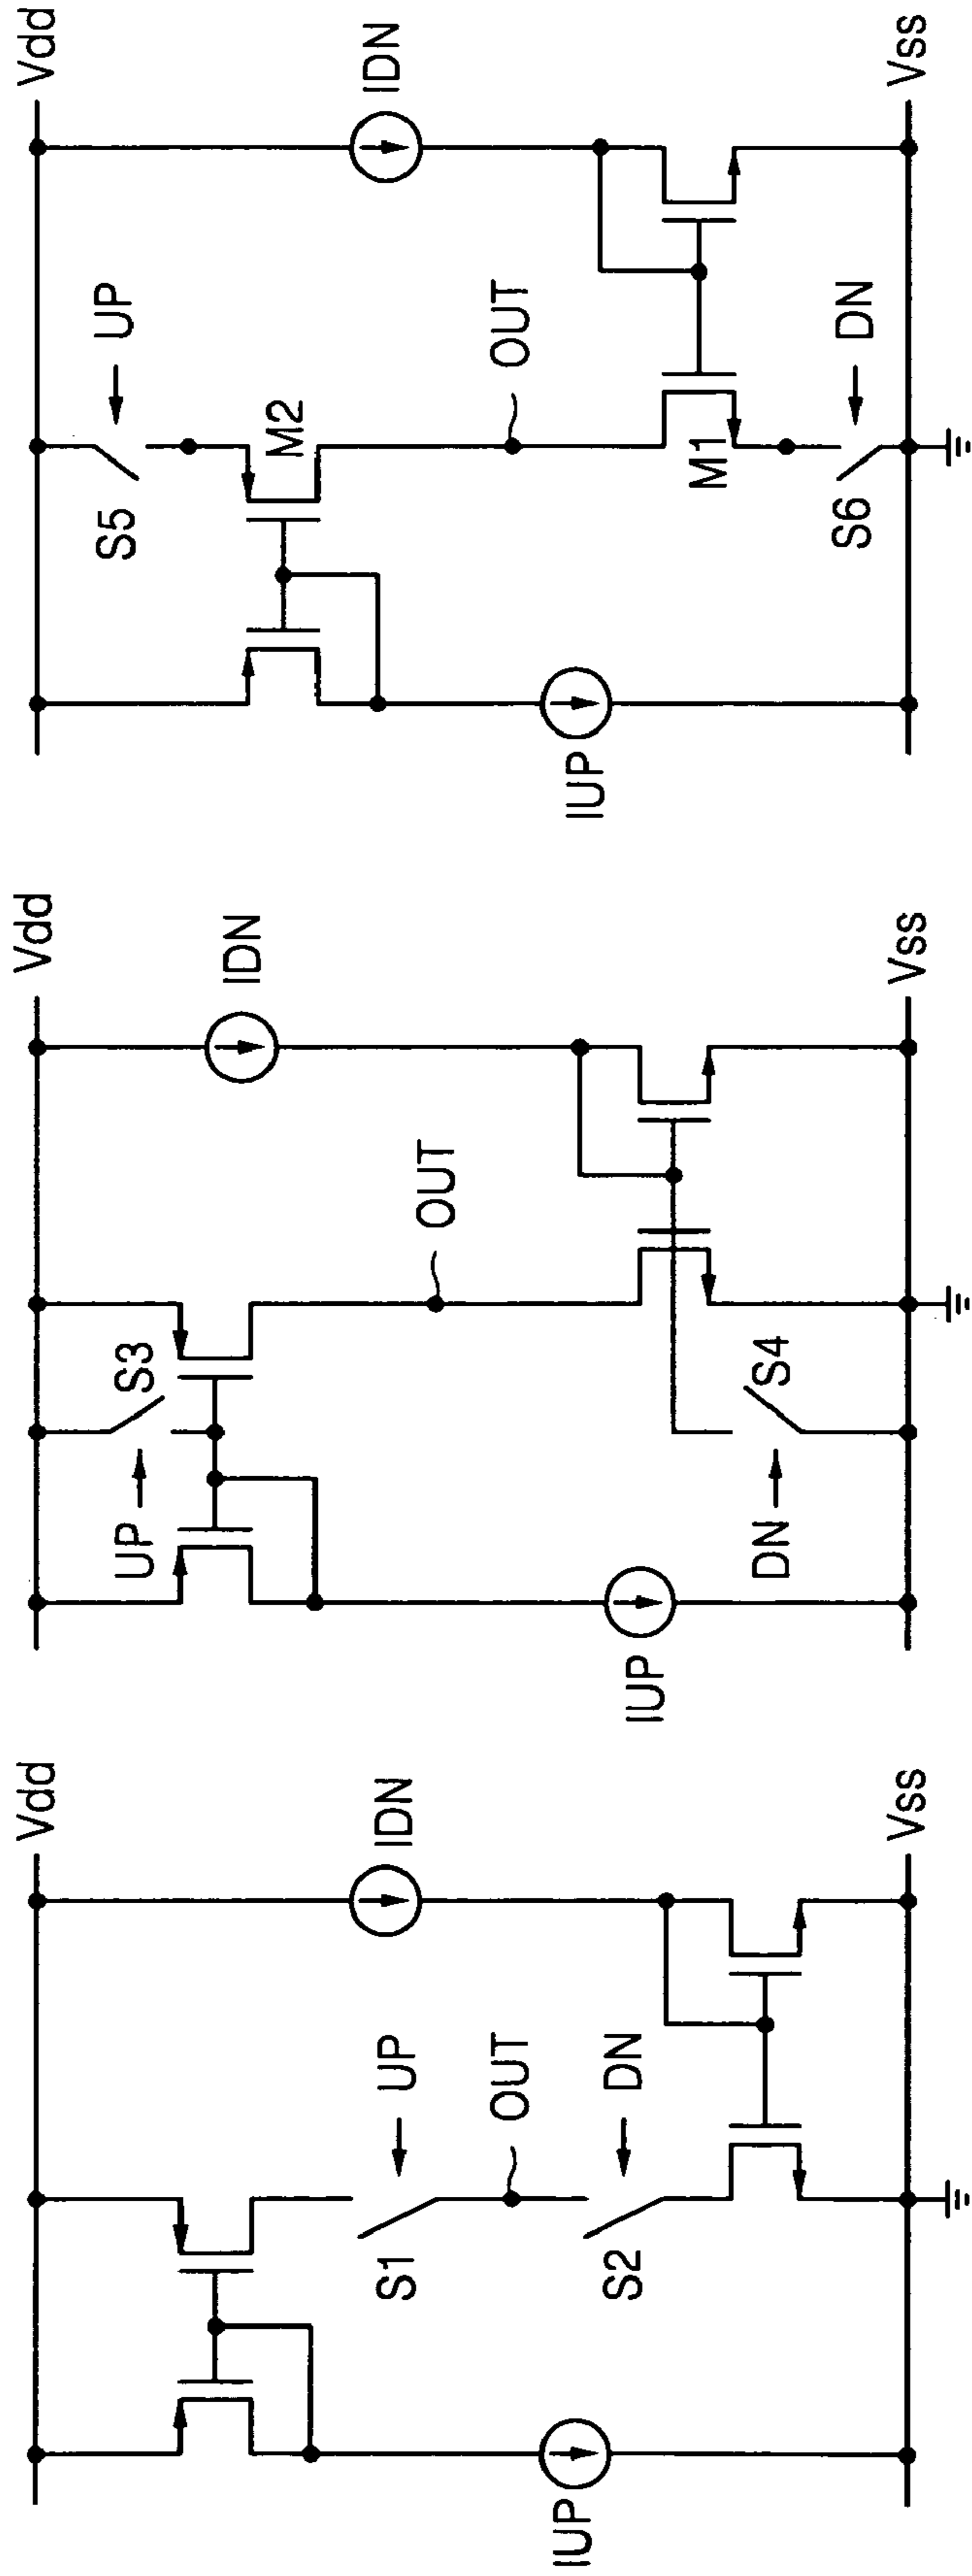 Vdd
IDN
UP
S1
OUT
DN
S2
IUP
Vss
Vdd
IDN
S3
UP
OUT
S4
DN
IUP
Vss
Vdd
IDN
UP
S5
M2
OUT
M1
DN
S6
IUP
Vss